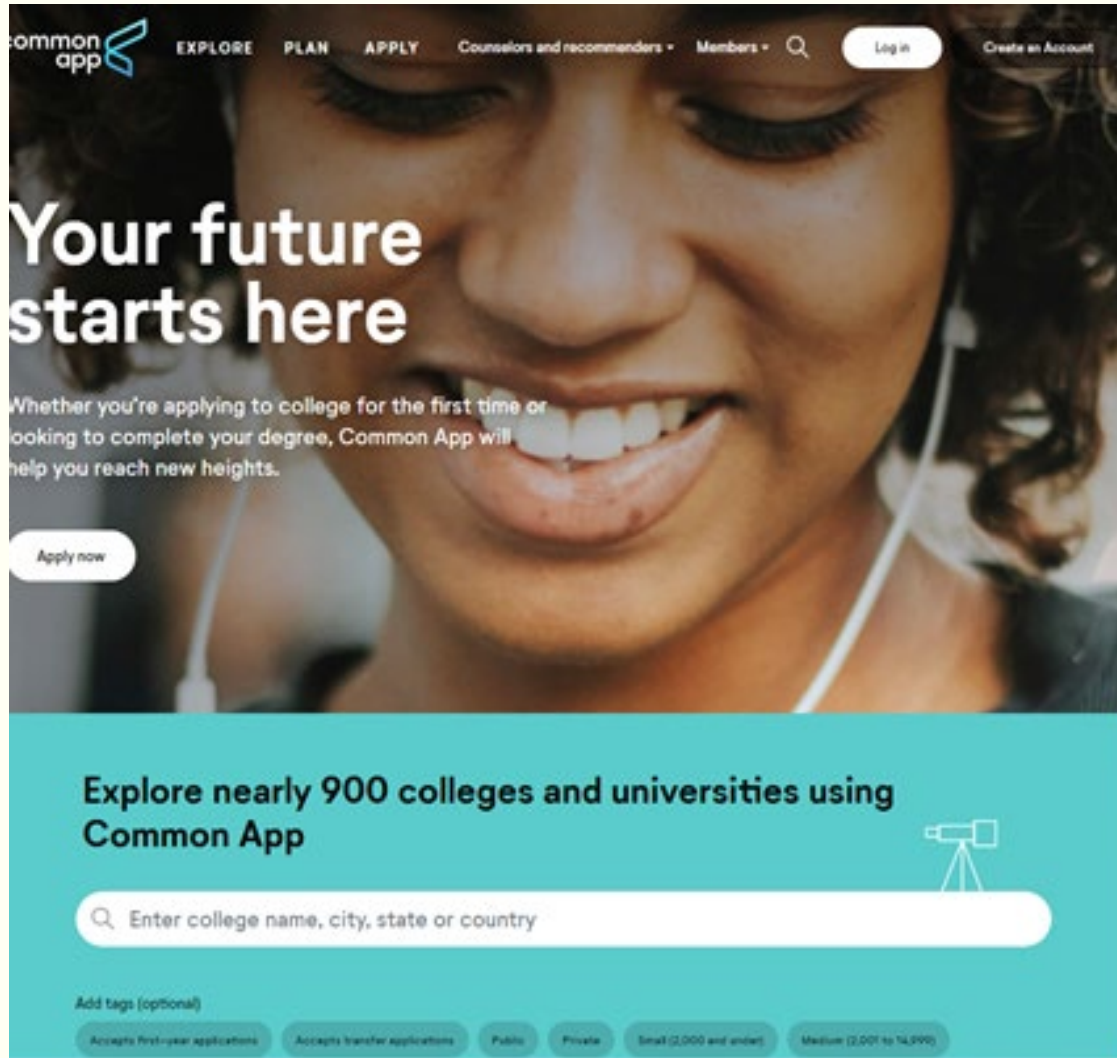 common
app
EXPLORE PLAN APPLY Counselors and recommenders Members Log in Create an Account
Your future
starts here
Whether you're applying to college for the first time or
looking to complete your degree, Common App will
help you reach new heights.
Apply now
Explore nearly 900 colleges and universities using
Common App
Enter college name, city, state or country
Add tags (optional)
Accepts first-year applications Accepts transfer applications Public Private Small (2,000 and under) Medium (2,001 to 14,999)